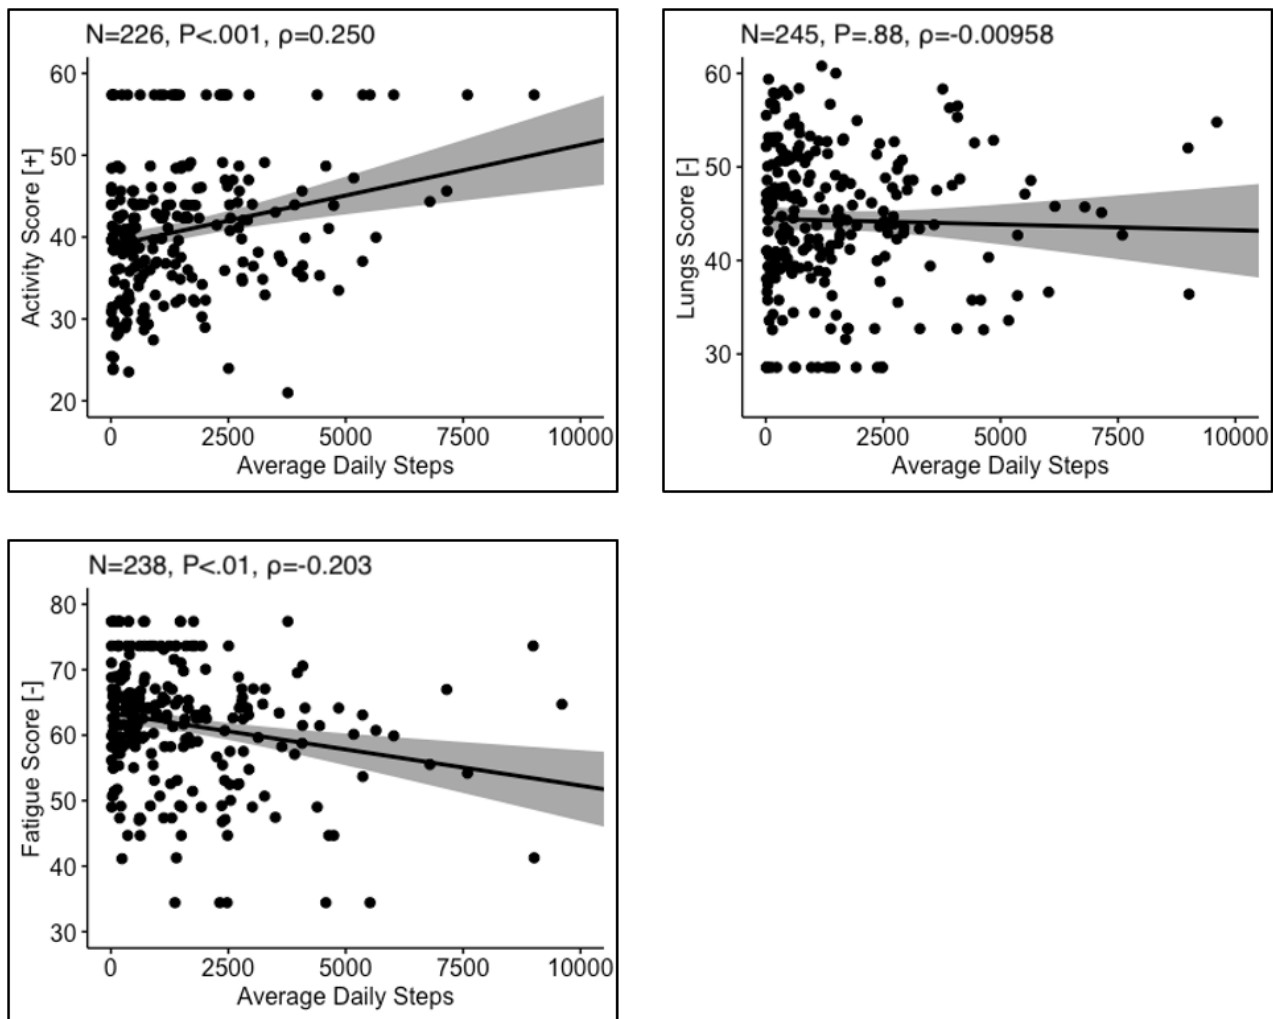 N=226, P<.001, ρ=0.250
Activity Score [+]
60
50
40
30
20
0 2500 5000 7500 10000
Average Daily Steps
N=245, P=.88, ρ=-0.00958
Lungs Score [-]
60
50
40
30
0 2500 5000 7500 10000
Average Daily Steps
N=238, P<.01, ρ=-0.203
Fatigue Score [-]
80
70
60
50
40
30
0 2500 5000 7500 10000
Average Daily Steps